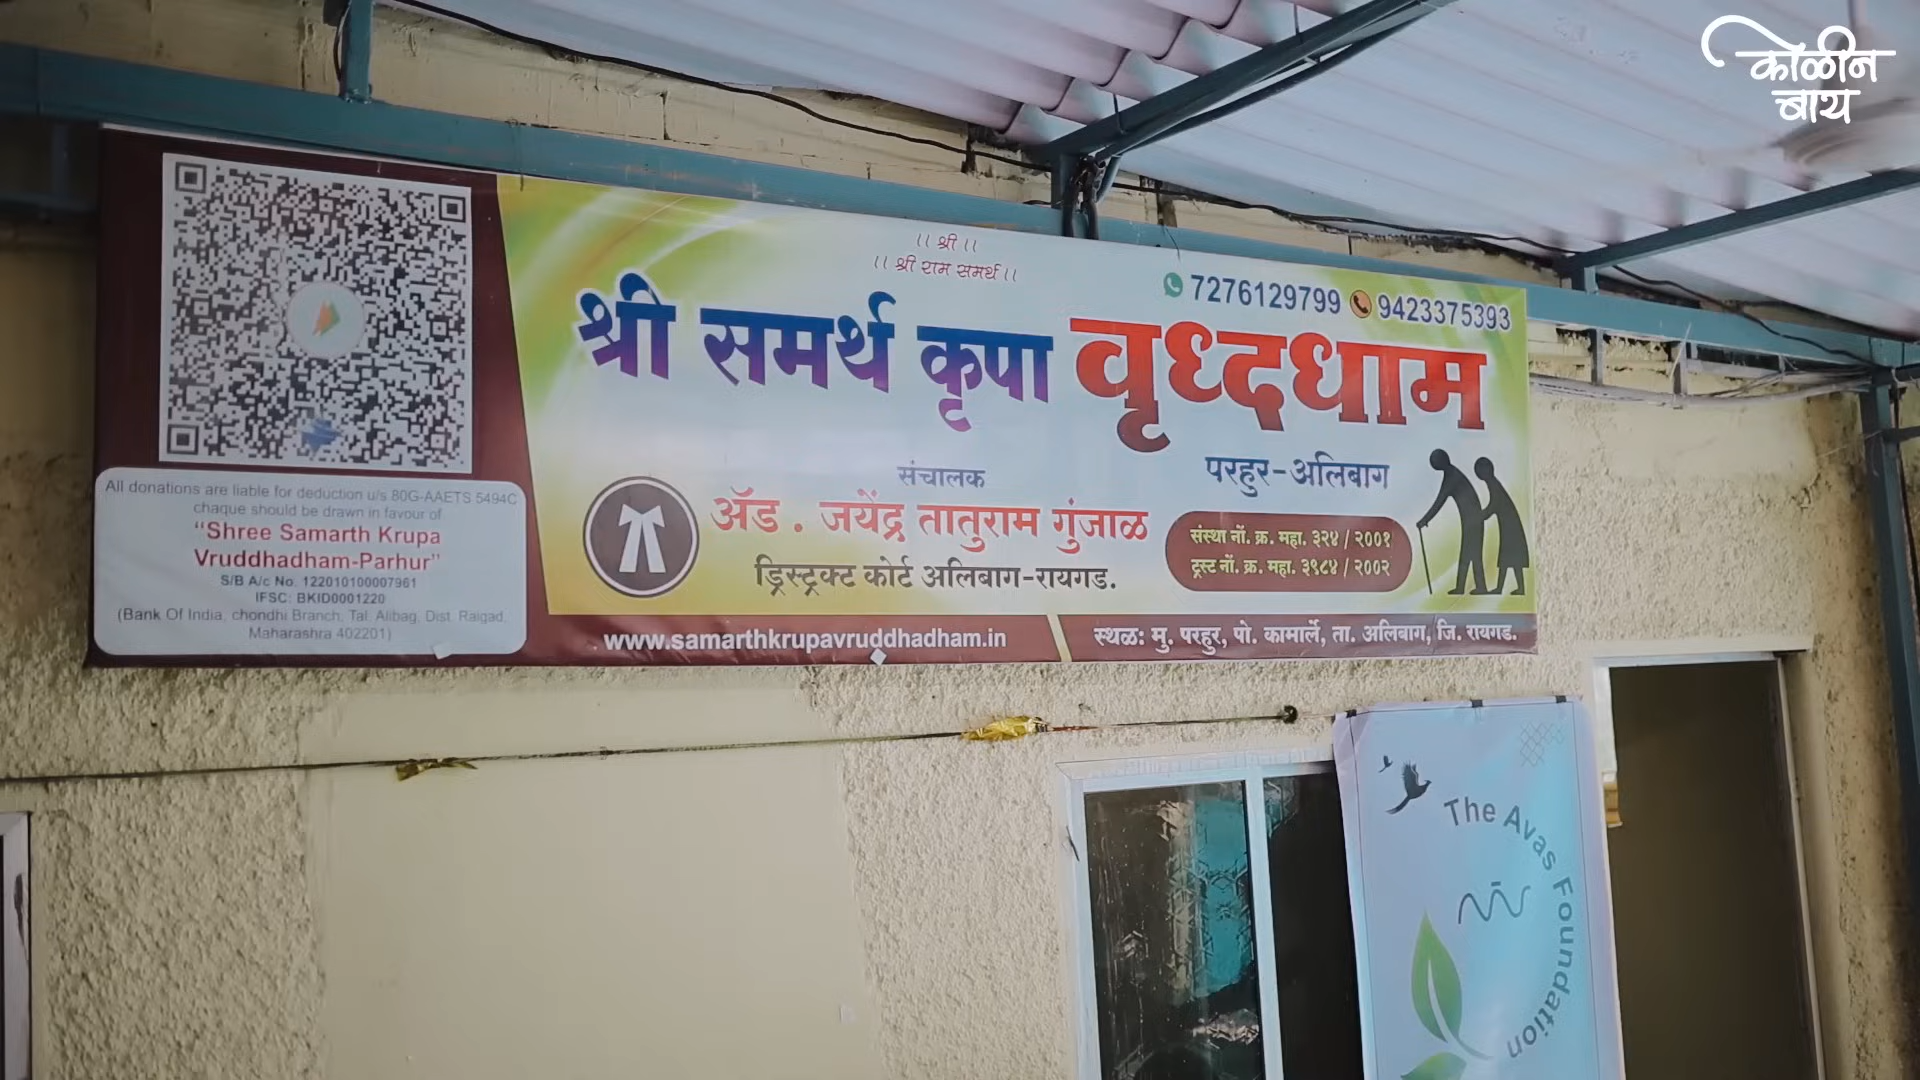 कोळीन
बाय
।। श्री ।।
।। श्री राम समर्थ ।।
7276129799 9423375393
श्री समर्थ कृपा वृध्दधाम
परहुर-अलिबाग
संचालक
ॲड . जयेंद्र तातुराम गुंजाळ
ड्रिस्ट्रक्ट कोर्ट अलिबाग-रायगड.
संस्था नों. क्र. महा. ३२४ / २००१
ट्रस्ट नों. क्र. महा. ३९८४ / २००२
All donations are liable for deduction u/s 80G-AAETS 5494C
chaque should be drawn in favour of
“Shree Samarth Krupa
Vruddhadham-Parhur”
S/B A/c No. 122010100007961
IFSC: BKID0001220
(Bank Of India, chondhi Branch, Tal. Alibag, Dist. Raigad,
Maharashra 402201)
www.samarthkrupavruddhadham.in
स्थळ: मु. परहुर, पो. कामार्ले, ता. अलिबाग, जि. रायगड.
The Avas Foundation